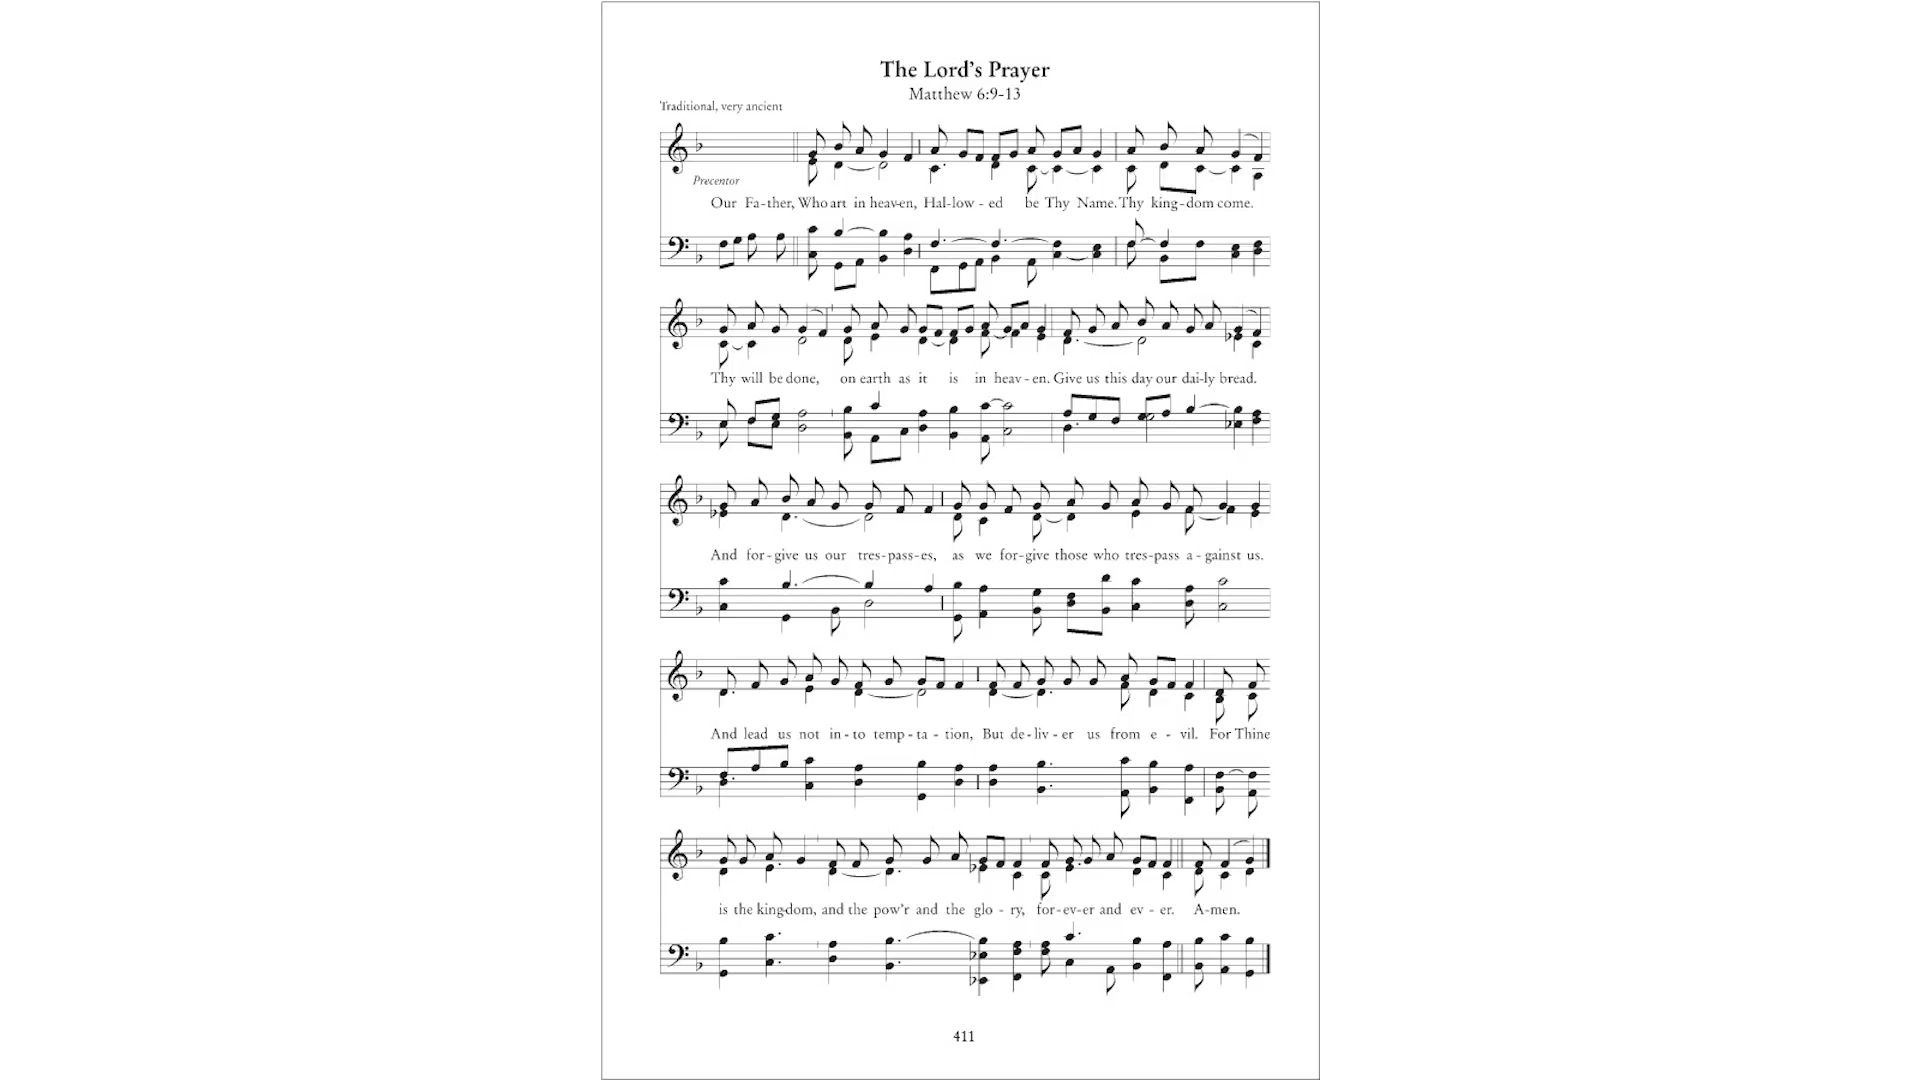 The Lord's Prayer
Matthew 6:9-13
Traditional, very ancient
Precentor
Our Fa-ther, Who art in heav-en, Hal-low - ed be Thy Name. Thy king-dom come.
Thy will be done, on earth as it is in heav-en. Give us this day our dai-ly bread.
And for-give us our tres-pass-es, as we for-give those who tres-pass a-gainst us.
And lead us not in-to temp-ta-tion, But de-liv-er us from e-vil. For Thine
is the king-dom, and the pow'r and the glo-ry, for-ev-er and ev-er. A-men.
411